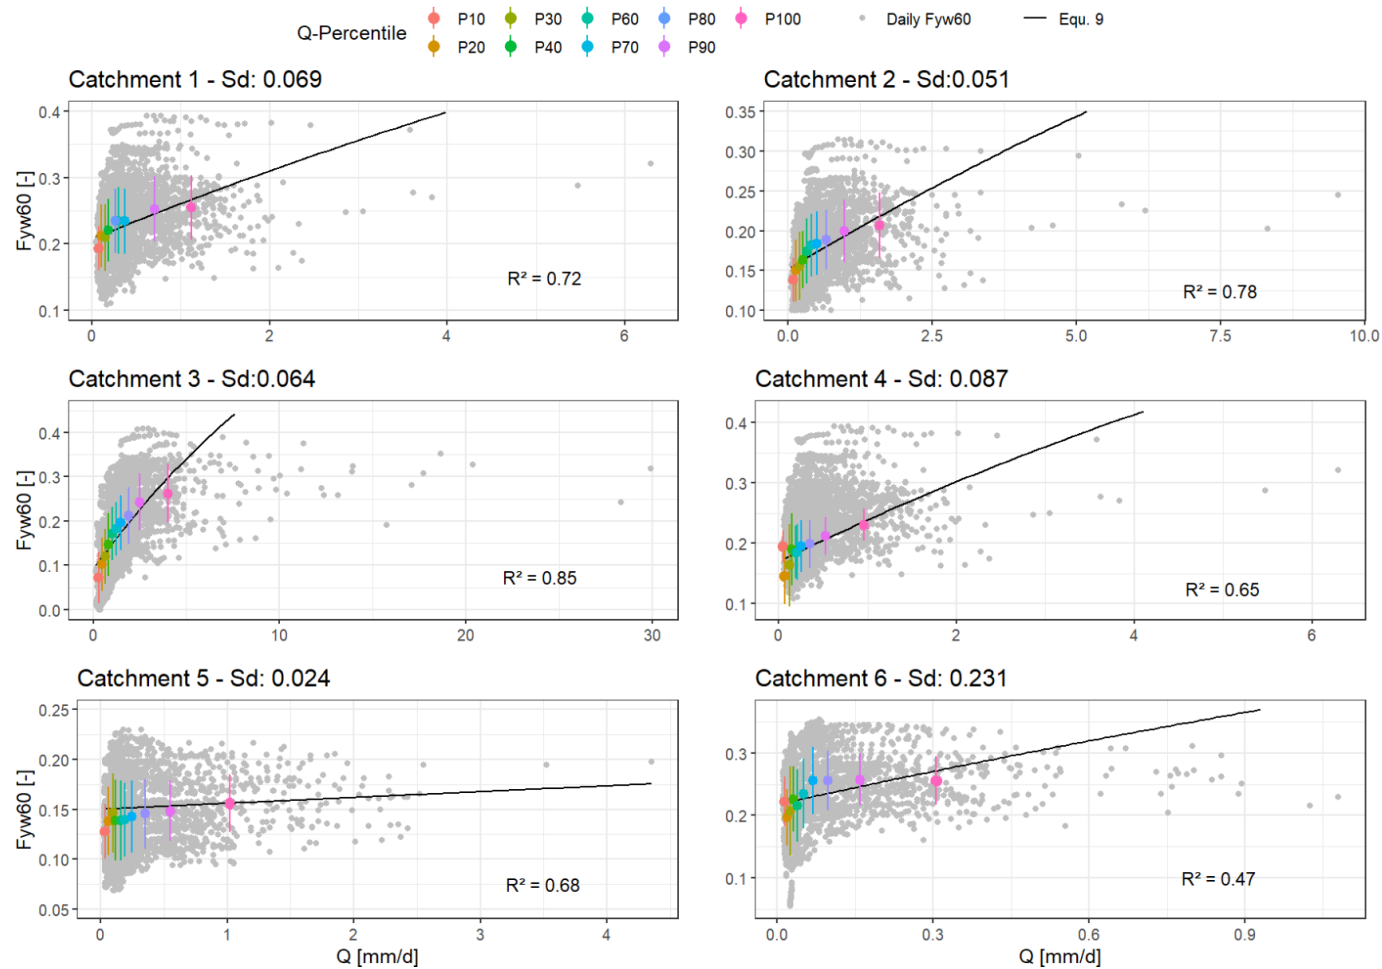 Q-Percentile P10 P30 P60 P80 P100 Daily Fyw60 Equ. 9
P20 P40 P70 P90
Catchment 1 - Sd: 0.069
Fyw60 [-]
0.4
0.3
0.2
0.1
R² = 0.72
0 2 4 6
Catchment 2 - Sd:0.051
0.35
0.30
0.25
0.20
0.15
0.10
R² = 0.78
0.0 2.5 5.0 7.5 10.0
Catchment 3 - Sd:0.064
Fyw60 [-]
0.4
0.3
0.2
0.1
0.0
R² = 0.85
0 10 20 30
Catchment 4 - Sd: 0.087
0.4
0.3
0.2
0.1
R² = 0.65
0 2 4 6
Catchment 5 - Sd: 0.024
Fyw60 [-]
0.25
0.20
0.15
0.10
0.05
R² = 0.68
0 1 2 3 4
Q [mm/d]
Catchment 6 - Sd: 0.231
0.3
0.2
0.1
R² = 0.47
0.0 0.3 0.6 0.9
Q [mm/d]